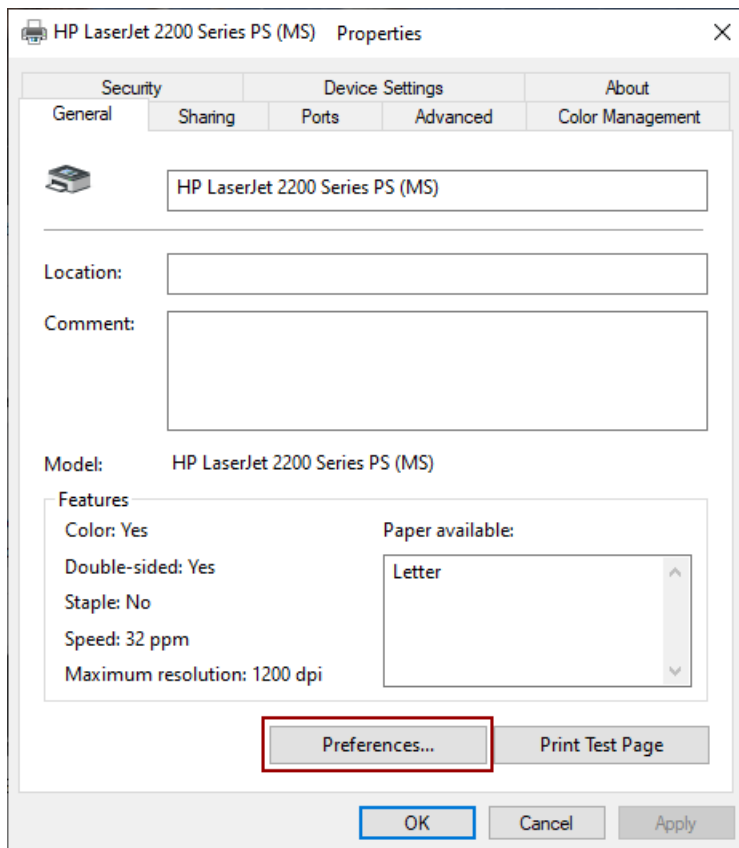 HP LaserJet 2200 Series PS (MS) Properties
Security Device Settings About
General Sharing Ports Advanced Color Management
HP LaserJet 2200 Series PS (MS)
Location:
Comment:
Model: HP LaserJet 2200 Series PS (MS)
Features
Color: Yes Paper available:
Double-sided: Yes Letter
Staple: No
Speed: 32 ppm
Maximum resolution: 1200 dpi
Preferences... Print Test Page
OK Cancel Apply